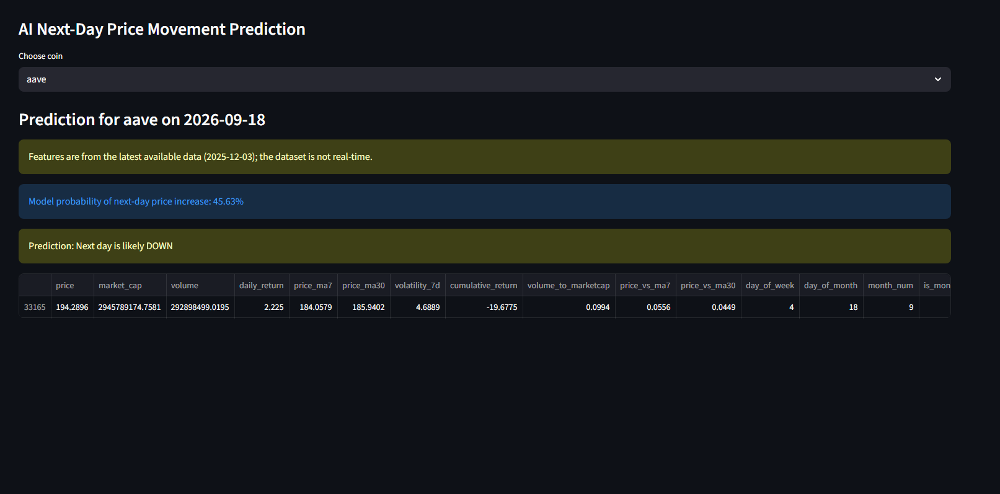 AI Next-Day Price Movement Prediction
Choose coin
aave
Prediction for aave on 2026-09-18
Features are from the latest available data (2025-12-03); the dataset is not real-time.
Model probability of next-day price increase: 45.63%
Prediction: Next day is likely DOWN
price market_cap volume daily_return price_ma7 price_ma30 volatility_7d cumulative_return volume_to_marketcap price_vs_ma7 price_vs_ma30 day_of_week day_of_month month_num is_mon
33165 194.2896 2945789174.7581 292898499.0195 2.225 184.0579 185.9402 4.6889 -19.6775 0.0994 0.0556 0.0449 4 18 9